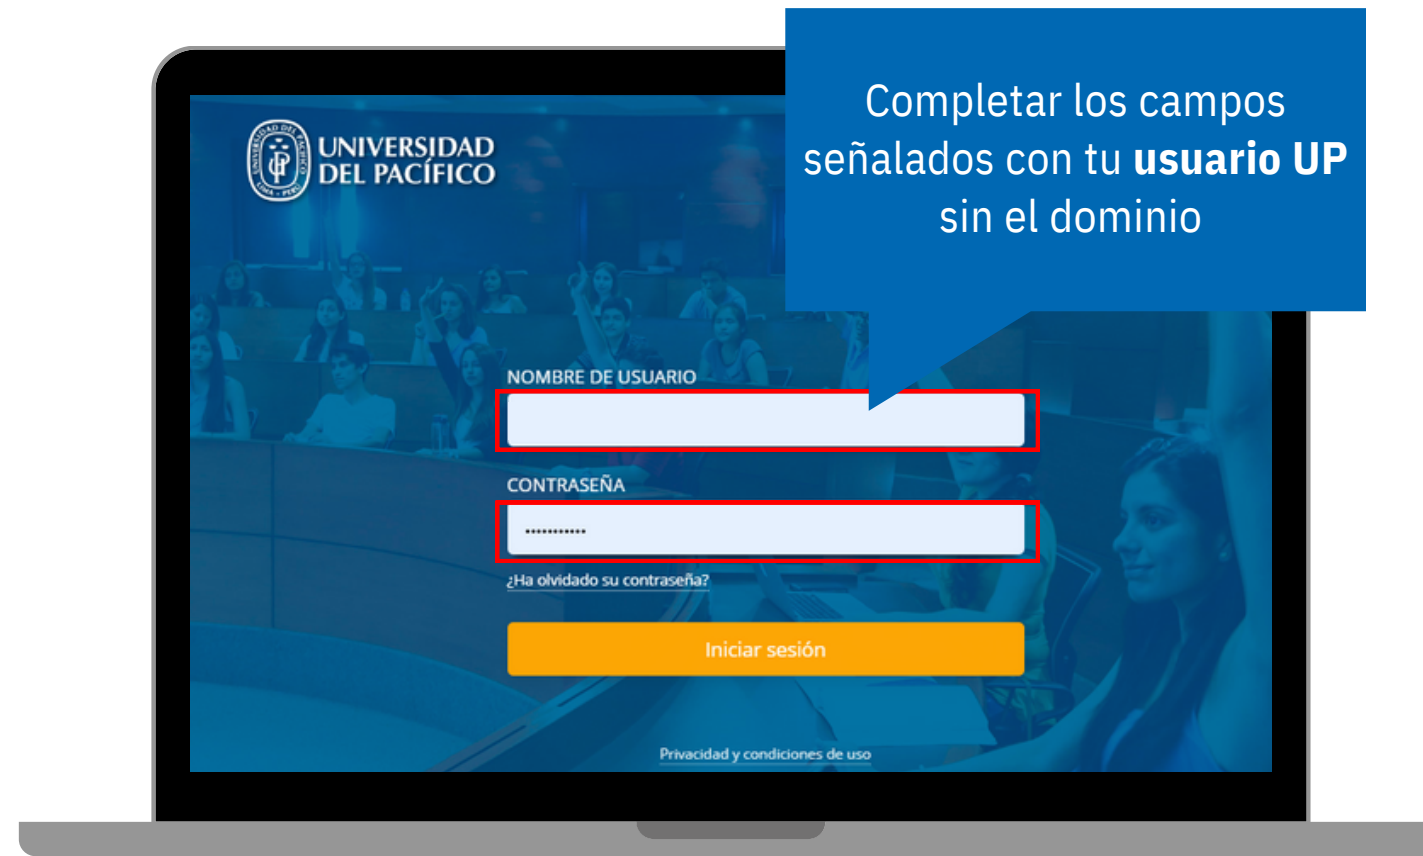 Completar los campos
señalados con tu usuario UP
sin el dominio
UNIVERSIDAD
DEL PACÍFICO
NOMBRE DE USUARIO
CONTRASEÑA
...........
¿Ha olvidado su contraseña?
Iniciar sesión
Privacidad y condiciones de uso